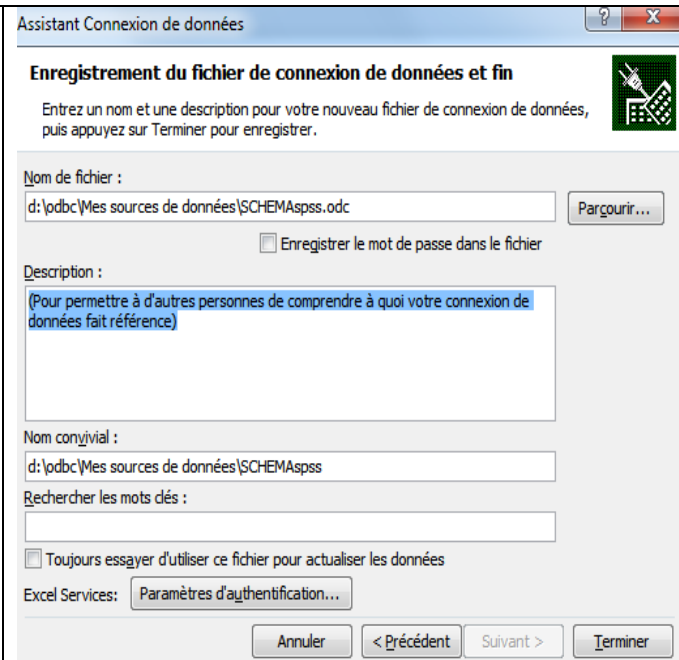 Assistant Connexion de données
Enregistrement du fichier de connexion de données et fin
Entrez un nom et une description pour votre nouveau fichier de connexion de données,
puis appuyez sur Terminer pour enregistrer.
Nom de fichier :
d:\odbc\Mes sources de données\SCHEMAspss.odc
Parcourir...
Enregistrer le mot de passe dans le fichier
Description :
(Pour permettre à d'autres personnes de comprendre à quoi votre connexion de
données fait référence)
Nom convivial :
d:\odbc\Mes sources de données\SCHEMAspss
Rechercher les mots clés :
Toujours essayer d'utiliser ce fichier pour actualiser les données
Excel Services: Paramètres d'authentification...
Annuler < Précédent Suivant > Terminer